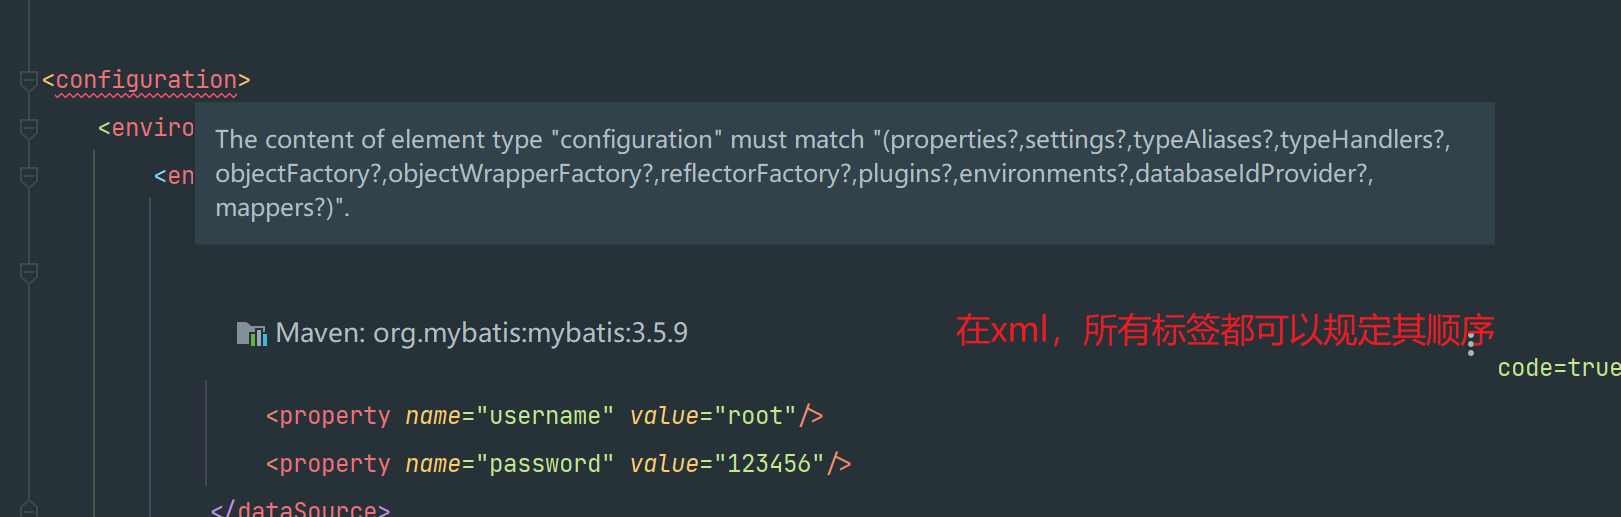 <configuration>
<enviro
The content of element type "configuration" must match "(properties?,settings?,typeAliases?,typeHandlers?,
<en
objectFactory?,objectWrapperFactory?,reflectorFactory?,plugins?,environments?,databaseIdProvider?,
mappers?)".
Maven: org.mybatis:mybatis:3.5.9
在xml，所有标签都可以规定其顺序
code=true
<property name="username" value="root"/>
<property name="password" value="123456"/>
</dataSource>